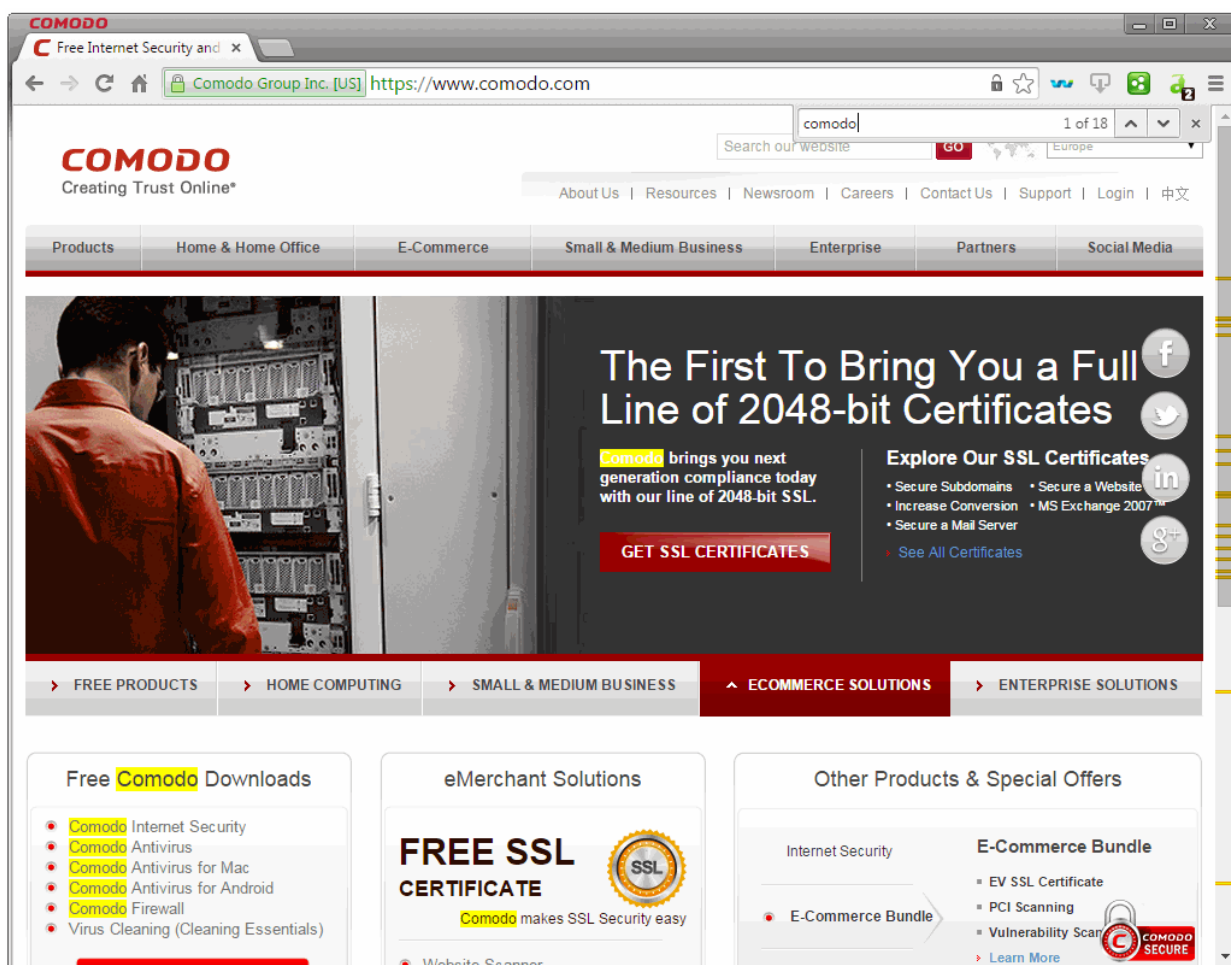 COMODO
Free Internet Security and
Comodo Group Inc. [US] https://www.comodo.com
2
comodo 1 of 18
COMODO
Creating Trust Online®
Search our website GO Europe
About Us | Resources | Newsroom | Careers | Contact Us | Support | Login | 中文
Products Home & Home Office E-Commerce Small & Medium Business Enterprise Partners Social Media
The First To Bring You a Full
Line of 2048-bit Certificates
Comodo brings you next
generation compliance today
with our line of 2048-bit SSL.
GET SSL CERTIFICATES
Explore Our SSL Certificates
• Secure Subdomains • Secure a Website
• Increase Conversion • MS Exchange 2007™
• Secure a Mail Server
See All Certificates
f
in
g+
FREE PRODUCTS HOME COMPUTING SMALL & MEDIUM BUSINESS ECOMMERCE SOLUTIONS ENTERPRISE SOLUTIONS
Free Comodo Downloads
Comodo Internet Security
Comodo Antivirus
Comodo Antivirus for Mac
Comodo Antivirus for Android
Comodo Firewall
Virus Cleaning (Cleaning Essentials)
eMerchant Solutions
FREE SSL
CERTIFICATE
SSL
Comodo makes SSL Security easy
Website Scanner
Other Products & Special Offers
Internet Security
E-Commerce Bundle
E-Commerce Bundle
EV SSL Certificate
PCI Scanning
Vulnerability Scan
Learn More
COMODO
SECURE